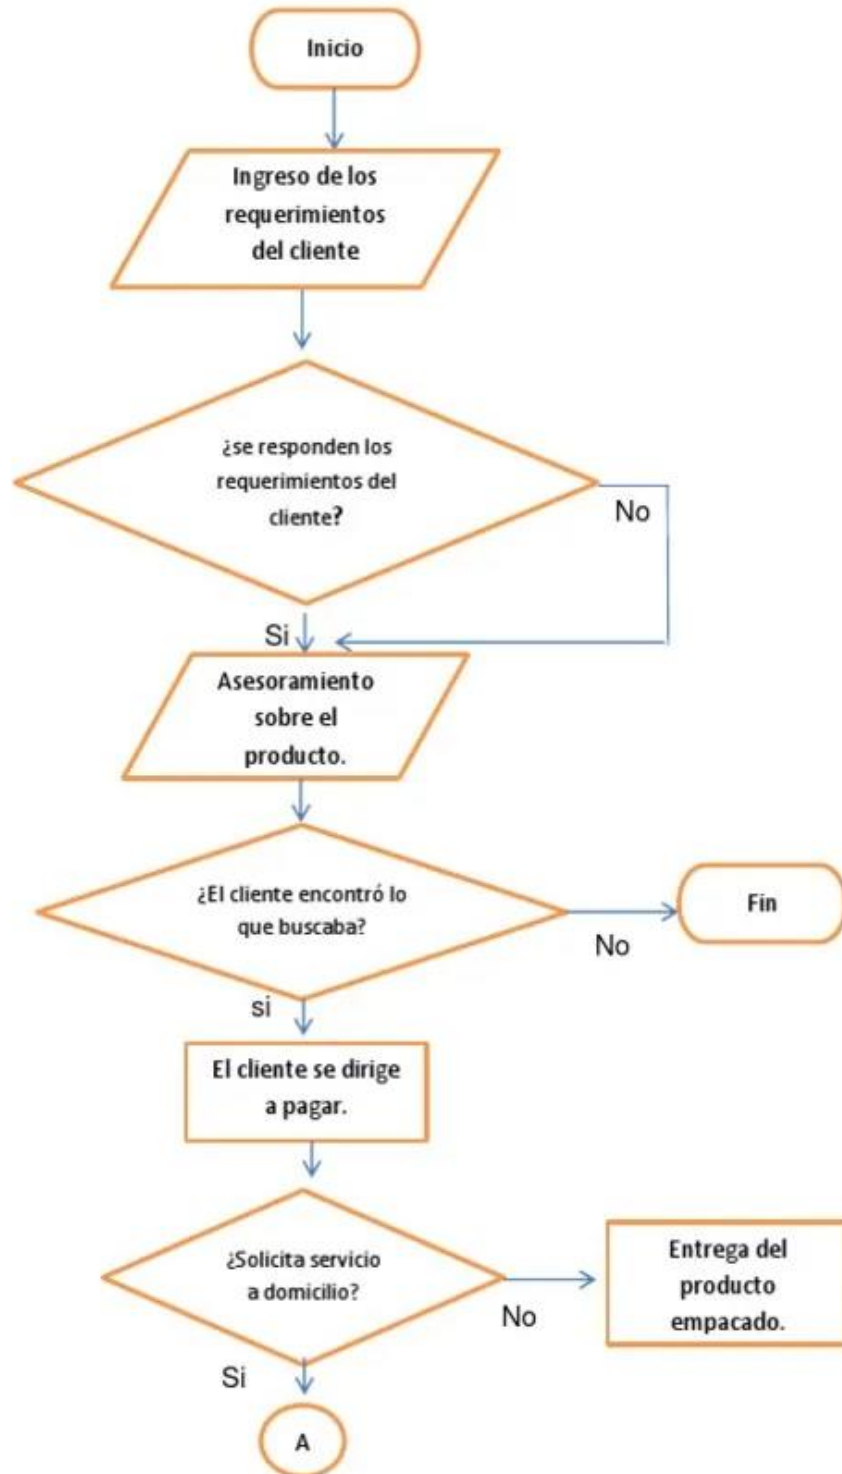 Inicio
Ingreso de los
requerimientos
del cliente
¿se responden los
requerimientos del
cliente?
No
Si
Asesoramiento
sobre el
producto.
¿El cliente encontró lo
que buscaba?
No
Fin
si
El cliente se dirige
a pagar.
¿Solicita servicio
a domicilio?
No
Entrega del
producto
empacado.
Si
A